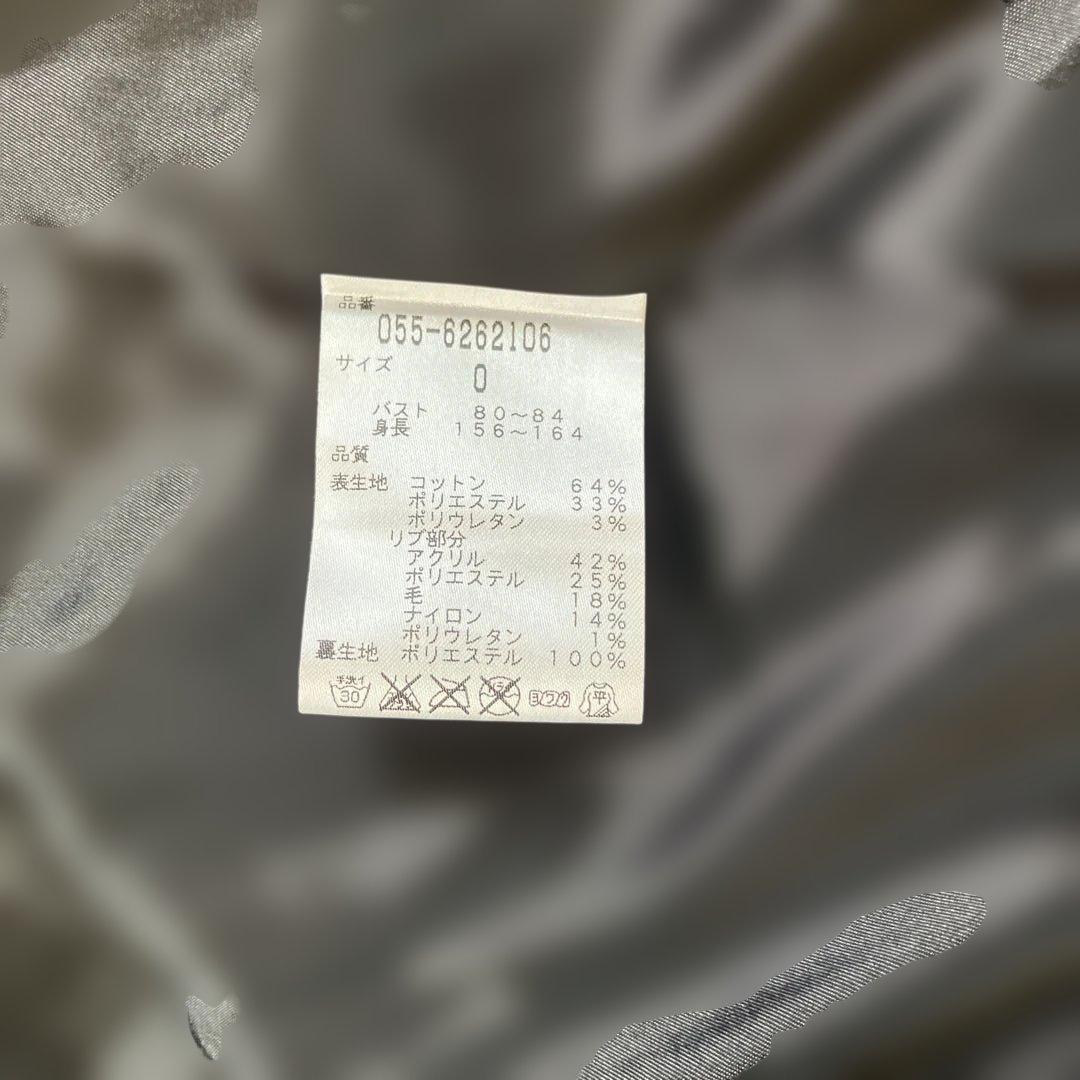 品番
055-6262106
サイズ
0
バスト 80～84
身長 156～164
品質
表生地 コットン 64%
ポリエステル 33%
ポリウレタン 3%
リブ部分
アクリル 42%
ポリエステル 25%
毛 18%
ナイロン 14%
ポリウレタン 1%
裏生地 ポリエステル 100%
手洗イ 30 ヨワク 平